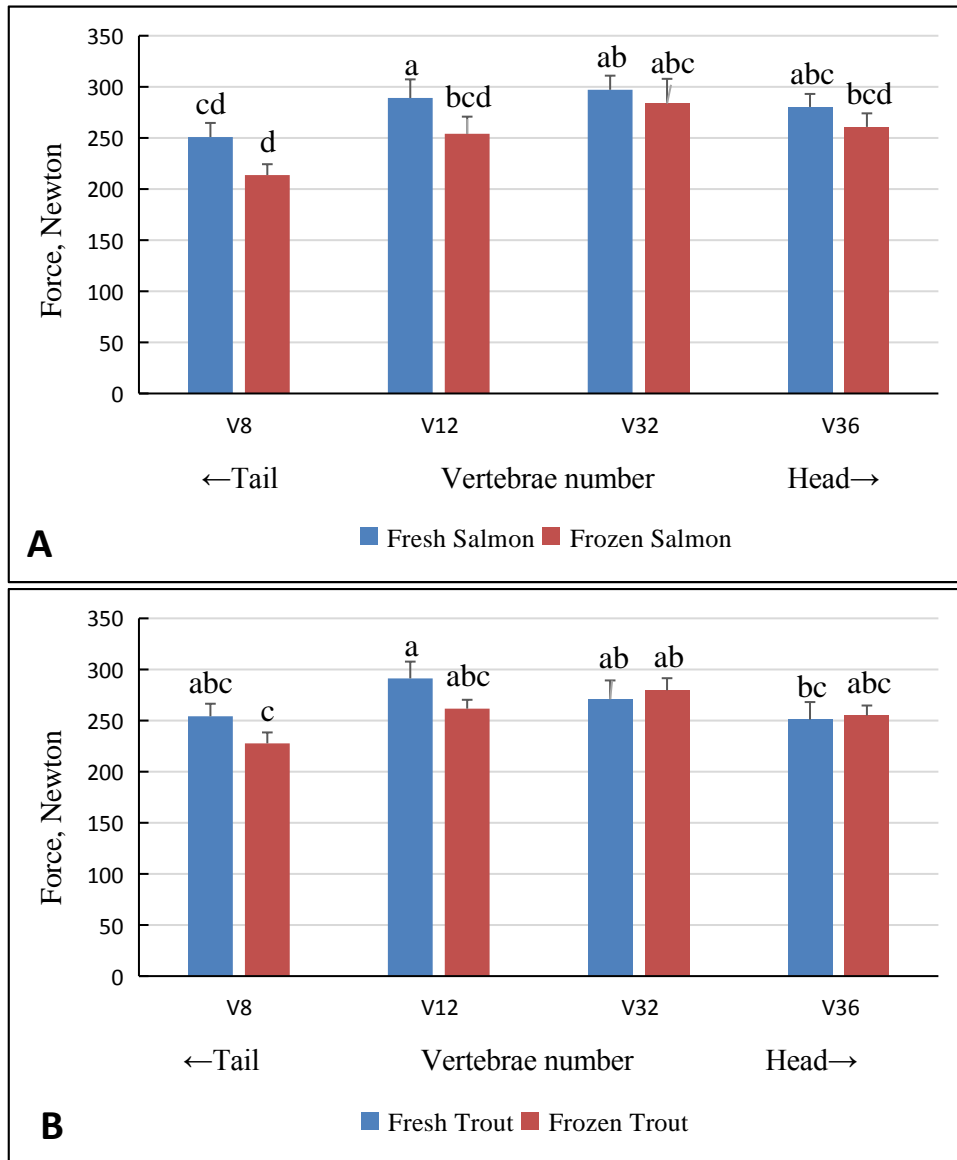 350
300
250
200
150
100
50
0
Force, Newton
cd
d
a
bcd
ab
abc
abc
bcd
V8 V12 V32 V36
←Tail Vertebrae number Head→
Fresh Salmon Frozen Salmon
A
350
300
250
200
150
100
50
0
Force, Newton
abc
c
a
abc
ab
ab
bc
abc
V8 V12 V32 V36
←Tail Vertebrae number Head→
Fresh Trout Frozen Trout
B